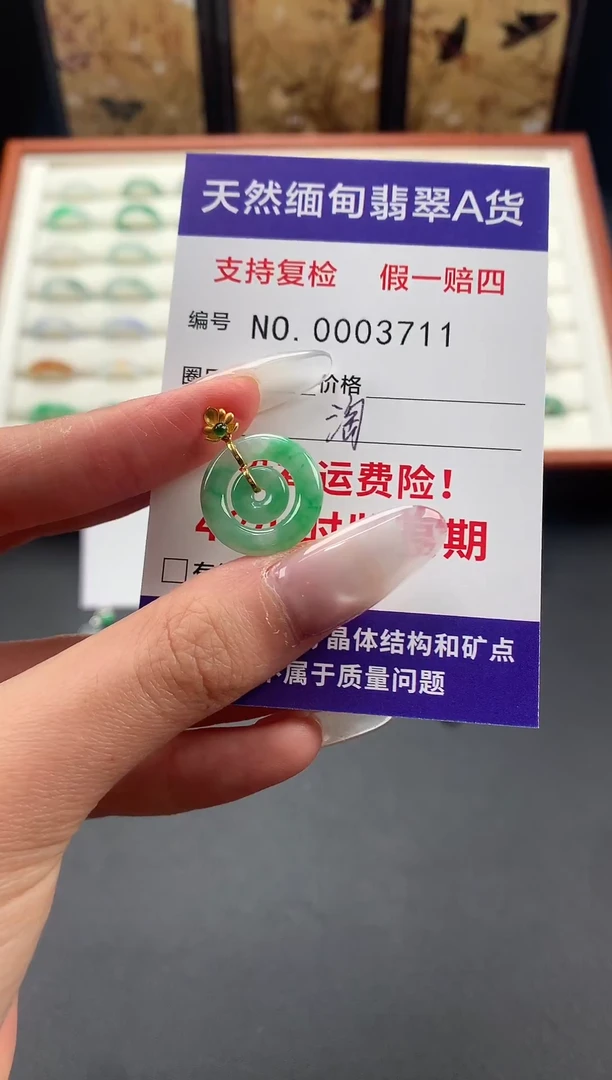 天然缅甸翡翠A货
支持复检 假一赔四
编号 NO.0003711
圈 价格
淘
运费险!
期
晶体结构和矿点
属于质量问题